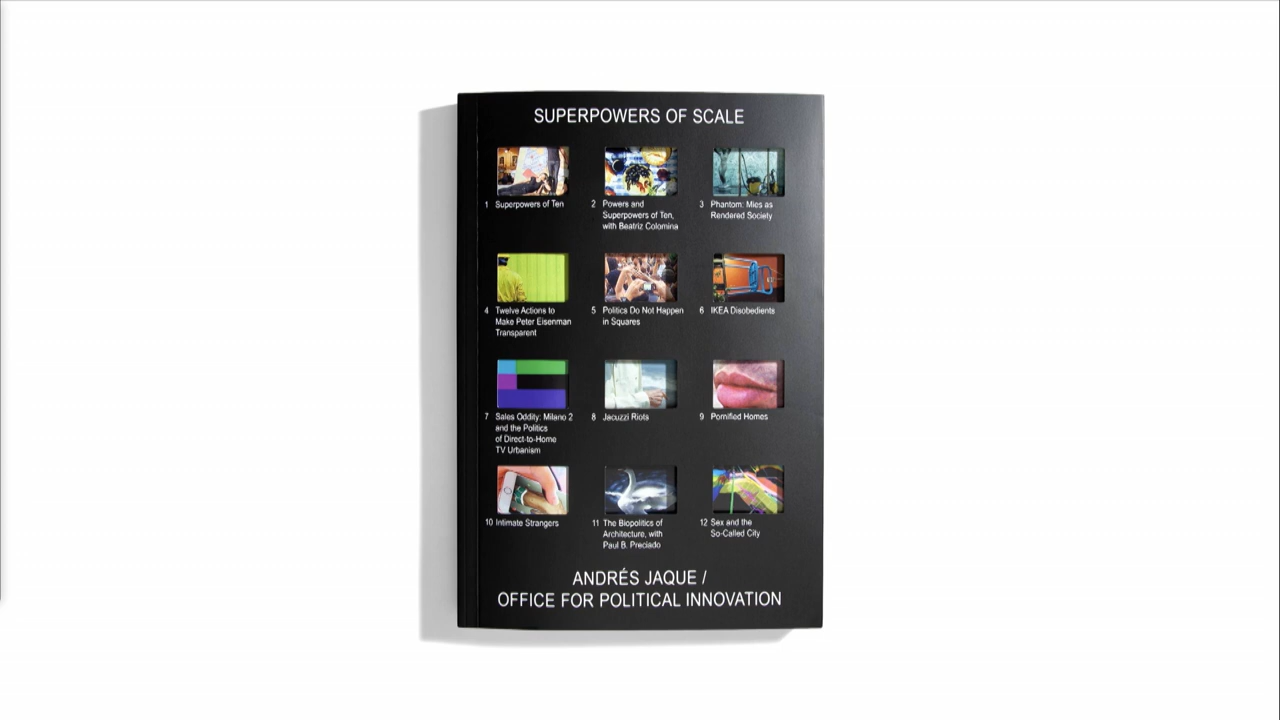 SUPERPOWERS OF SCALE
1 Superpowers of Ten
2 Powers and
Superpowers of Ten,
with Beatriz Colomina
3 Phantom: Mies as
Rendered Society
4 Twelve Actions to
Make Peter Eisenman
Transparent
5 Politics Do Not Happen
in Squares
6 IKEA Disobedients
7 Sales Oddity: Milano 2
and the Politics
of Direct-to-Home
TV Urbanism
8 Jacuzzi Riots
9 Pornified Homes
10 Intimate Strangers
11 The Biopolitics of
Architecture, with
Paul B. Preciado
12 Sex and the
So-Called City
ANDRÉS JAQUE /
OFFICE FOR POLITICAL INNOVATION